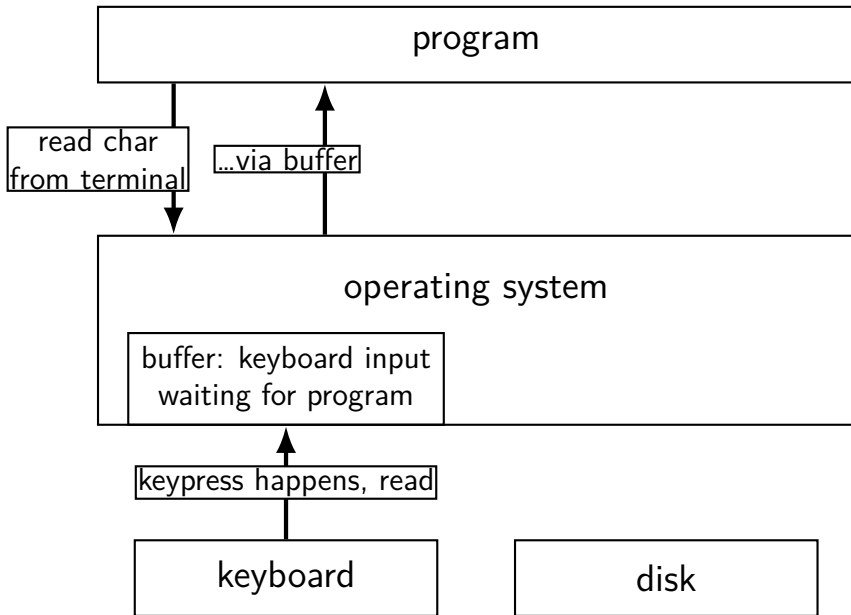 program
read char
from terminal
...via buffer
operating system
buffer: keyboard input
waiting for program
keypress happens, read
keyboard
disk